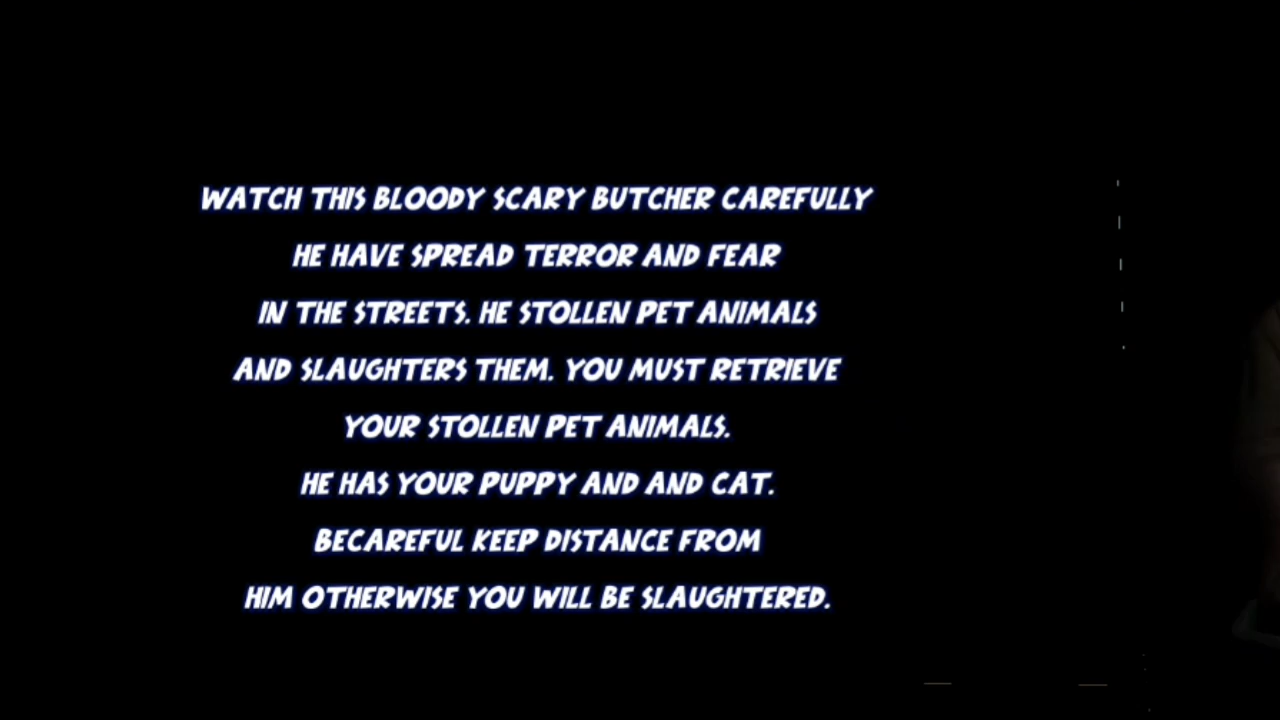 WATCH THIS BLOODY SCARY BUTCHER CAREFULLY
HE HAVE SPREAD TERROR AND FEAR
IN THE STREETS. HE STOLLEN PET ANIMALS
AND SLAUGHTERS THEM. YOU MUST RETRIEVE
YOUR STOLLEN PET ANIMALS.
HE HAS YOUR PUPPY AND AND CAT.
BECAREFUL KEEP DISTANCE FROM
HIM OTHERWISE YOU WILL BE SLAUGHTERED.